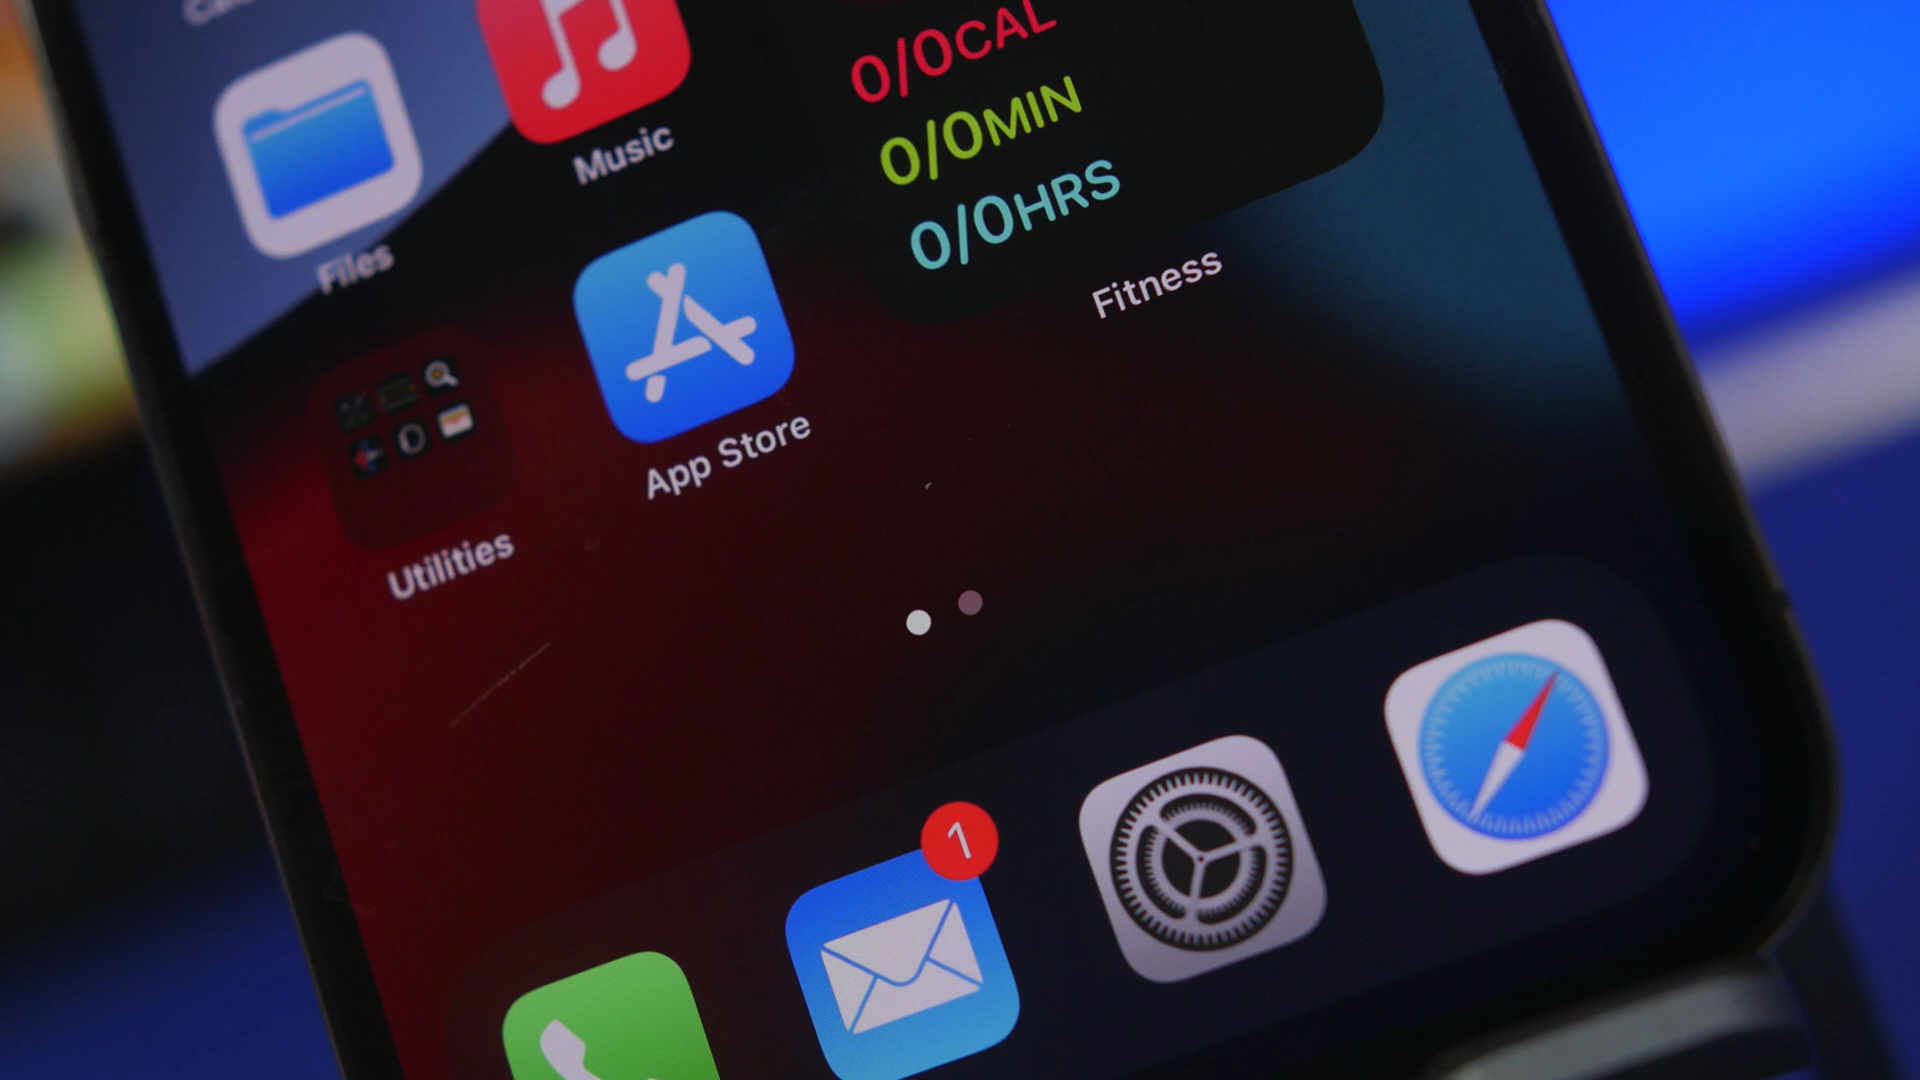 Files
Music
0/0CAL
0/0MIN
0/0HRS
Fitness
Utilities
App Store
1